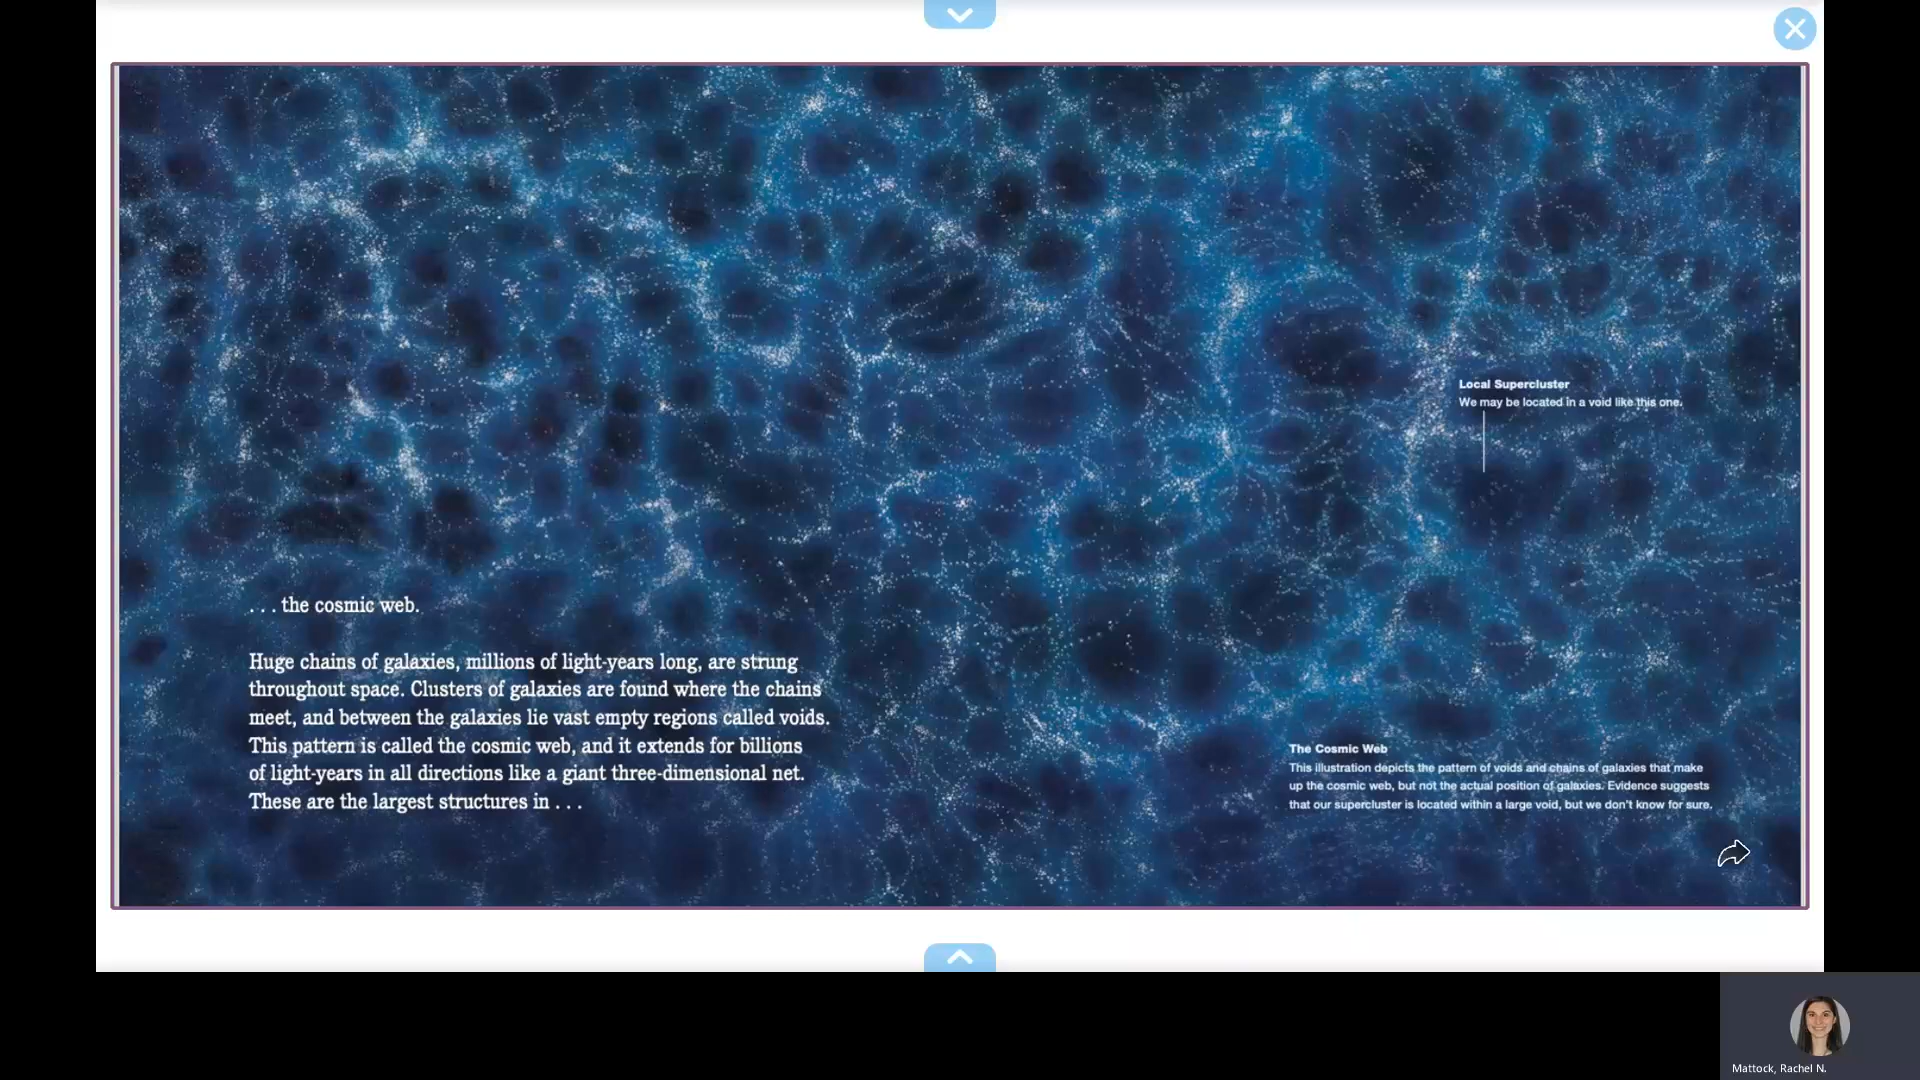 Local Supercluster
We may be located in a void like this one.
. . . the cosmic web.
Huge chains of galaxies, millions of light-years long, are strung
throughout space. Clusters of galaxies are found where the chains
meet, and between the galaxies lie vast empty regions called voids.
This pattern is called the cosmic web, and it extends for billions
of light-years in all directions like a giant three-dimensional net.
These are the largest structures in . . .
The Cosmic Web
This illustration depicts the pattern of voids and chains of galaxies that make
up the cosmic web, but not the actual position of galaxies. Evidence suggests
that our supercluster is located within a large void, but we don't know for sure.
Mattock, Rachel N.